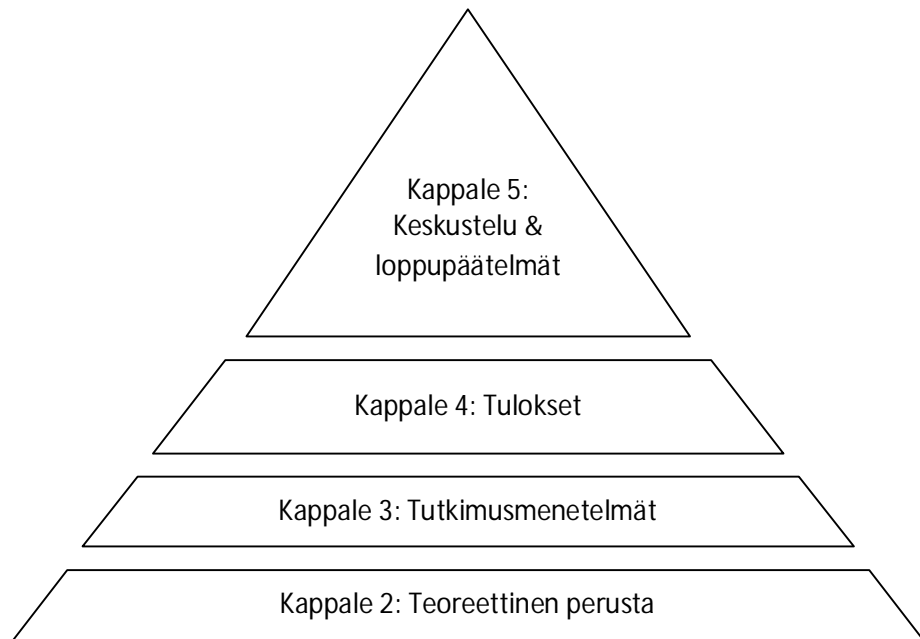 Kappale 5:
Keskustelu &
loppupäätelmät
Kappale 4: Tulokset
Kappale 3: Tutkimusmenetelmät
Kappale 2: Teoreettinen perusta